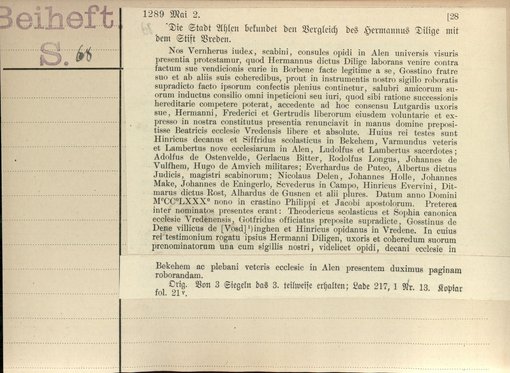 Beiheft.
S. 68
1289 Mai 2. [28
Die Stadt Ahlen bekundet den Vergleich des Hermannus Dilige mit
dem Stift Vreden.
Nos Vernherus iudex, scabini, consules opidi in Alen universis visuris
presentia protestamur, quod Hermannus dictus Dilige laborans venire contra
factum sue vendicionis curie in Borbene facte legitime a se, Gosstino fratre
suo et ab aliis suis coheredibus, prout in instrumentis nostro sigillo roboratis
supradicto facto ipsorum confectis plenius continetur, salubri amicorum su-
orum inductus consilio omni inpeticioni seu iuri, quod sibi ratione successionis
hereditarie competere poterat, accedente ad hoc consensu Lutgardis uxoris
sue, Hermanni, Frederici et Gertrudis liberorum eiusdem voluntarie et ex-
presso in nostra constitutus presentia renunciavit in manus domine preposi-
tisse Beatricis ecclesie Vredensis libere et absolute. Huius rei testes sunt
Hinricus decanus et Siffridus scolasticus in Bekehem, Varmundus veteris
et Lambertus nove ecclesiarum in Alen, Ludolfus et Lambertus sacerdotes;
Adolfus de Ostenvelde, Gerlacus Bitter, Rodolfus Longus, Johannes de
Vulfhem, Hugo de Amvich milituares; Everhardus de Puteo, Albertus dictus
Judicis, magistri scabinorum; Nicolaus Delen, Johannes Holle, Johannes
Make, Johannes de Eningerlo, Sevederus in Campo, Hinricus Evervini, Dit-
marus dictus Rost, Alhardus de Gusnen et alii plures. Datum anno Domini
M°CC°LXXX° nono in crastino Philippi et Jacobi apostolorum. Preterea
inter nominatos presentes erant: Theodericus scolasticus et Sophia canonica
ecclesie Vredensis, Gotfridus officiatus preposite supradicte, Gosstinus de
Dene villicus de [Vösd]¹)inghen et Hinricus opidanus in Vredene. In cuius
rei testimonium rogatu ipsius Hermanni Diligen, uxoris et coheredum suorum
prenominatorum una cum sigillis nostri, videlicet opidi, decani ecclesie in
Bekehem ac plebani veteris ecclesie in Alen presentem duximus paginam
roborandam.
Orig. Von 3 Siegeln das 3. teilweise erhalten; Lade 217, 1 Nr. 13. Kopiar
fol. 21v.